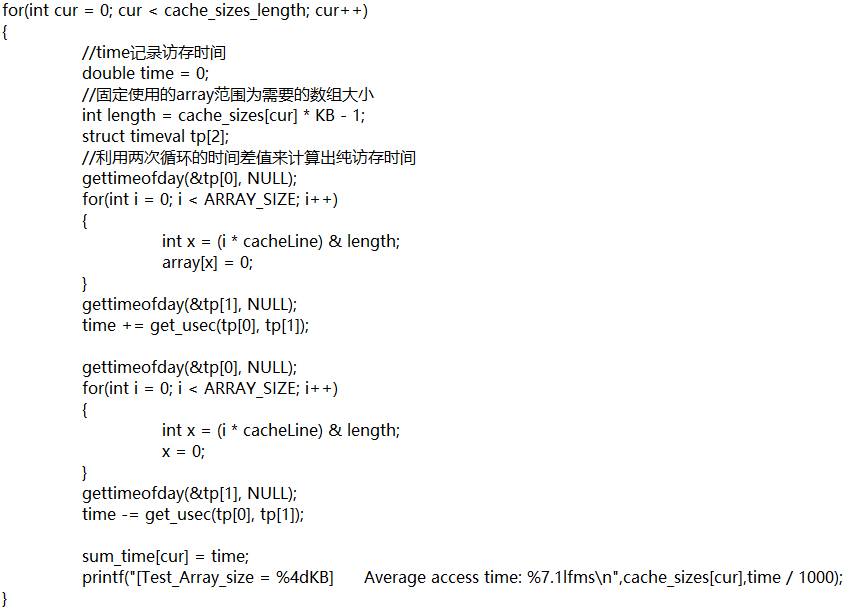 for(int cur = 0; cur < cache_sizes_length; cur++)
{
//time记录访存时间
double time = 0;
//固定使用的array范围为需要的数组大小
int length = cache_sizes[cur] * KB - 1;
struct timeval tp[2];
//利用两次循环的时间差值来计算出纯访存时间
gettimeofday(&tp[0], NULL);
for(int i = 0; i < ARRAY_SIZE; i++)
{
int x = (i * cacheLine) & length;
array[x] = 0;
}
gettimeofday(&tp[1], NULL);
time += get_usec(tp[0], tp[1]);
gettimeofday(&tp[0], NULL);
for(int i = 0; i < ARRAY_SIZE; i++)
{
int x = (i * cacheLine) & length;
x = 0;
}
gettimeofday(&tp[1], NULL);
time -= get_usec(tp[0], tp[1]);
sum_time[cur] = time;
printf("[Test_Array_size = %4dKB]      Average access time: %7.1lfms\n",cache_sizes[cur],time / 1000);
}